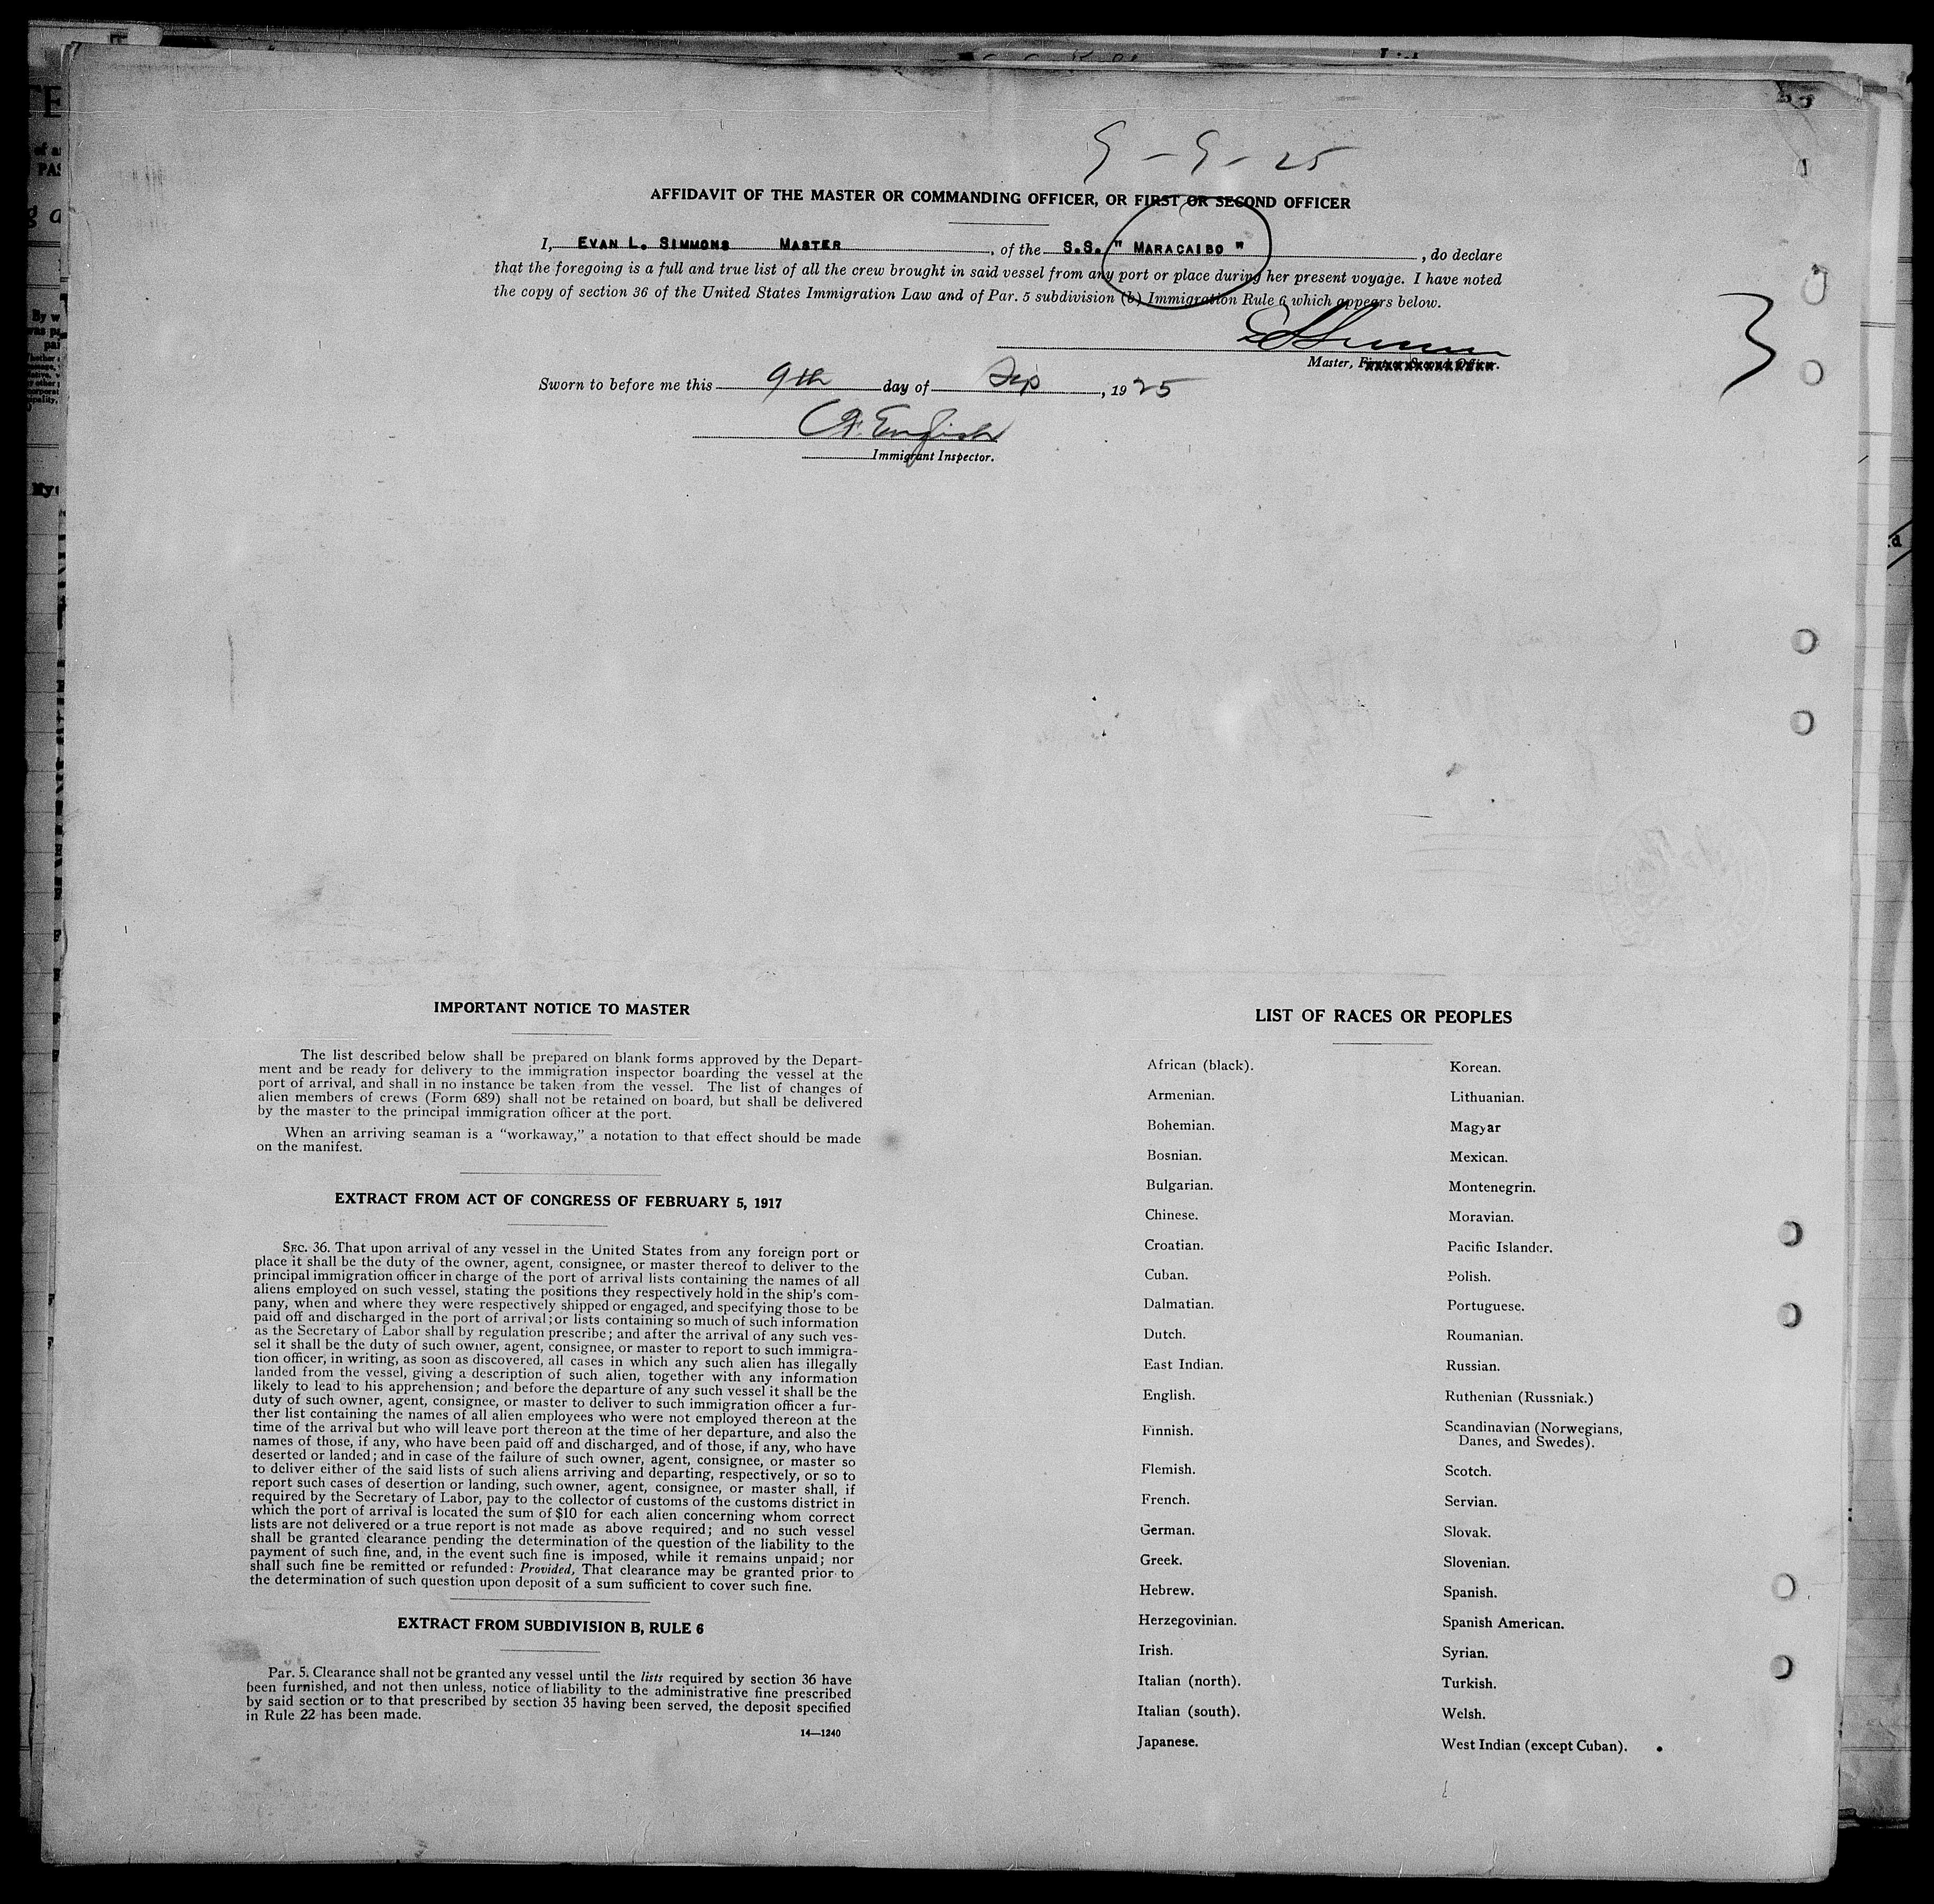 9-9-25
AFFIDAVIT OF THE MASTER OR COMMANDING OFFICER, OR FIRST OR SECOND OFFICER
I, EVAN L. SIMMONS MASTER, of the S.S. " MARACAIBO ", do declare
that the foregoing is a full and true list of all the crew brought in said vessel from any port or place during her present voyage. I have noted
the copy of section 36 of the United States Immigration Law and of Par. 5 subdivision (b) Immigration Rule 6 which appears below.
Master, First or Second Officer.
3
Sworn to before me this 9th day of Sep, 1925
English
Immigrant Inspector.
IMPORTANT NOTICE TO MASTER
The list described below shall be prepared on blank forms approved by the Depart-
ment and be ready for delivery to the immigration inspector boarding the vessel at the
port of arrival, and shall in no instance be taken from the vessel. The list of changes of
alien members of crews (Form 689) shall not be retained on board, but shall be delivered
by the master to the principal immigration officer at the port.
When an arriving seaman is a "workaway," a notation to that effect should be made
on the manifest.
EXTRACT FROM ACT OF CONGRESS OF FEBRUARY 5, 1917
SEC. 36. That upon arrival of any vessel in the United States from any foreign port or
place it shall be the duty of the owner, agent, consignee, or master thereof to deliver to the
principal immigration officer in charge of the port of arrival lists containing the names of all
aliens employed on such vessel, stating the positions they respectively hold in the ship's com-
pany, when and where they were respectively shipped or engaged, and specifying those to be
paid off and discharged in the port of arrival; or lists containing so much of such information
as the Secretary of Labor shall by regulation prescribe; and after the arrival of any such ves-
sel it shall be the duty of such owner, agent, consignee, or master to report to such immigra-
tion officer, in writing, as soon as discovered, all cases in which any such alien has illegally
landed from the vessel, giving a description of such alien, together with any information
likely to lead to his apprehension; and before the departure of any such vessel it shall be the
duty of such owner, agent, consignee, or master to deliver to such immigration officer a fur-
ther list containing the names of all alien employees who were not employed thereon at the
time of the arrival but who will leave port thereon at the time of her departure, and also the
names of those, if any, who have been paid off and discharged, and of those, if any, who have
deserted or landed; and in case of the failure of such owner, agent, consignee, or master so
to deliver either of the said lists of such aliens arriving and departing, respectively, or so to
report such cases of desertion or landing, such owner, agent, consignee, or master shall, if
required by the Secretary of Labor, pay to the collector of customs of the customs district in
which the port of arrival is located the sum of $10 for each alien concerning whom correct
lists are not delivered or a true report is not made as above required; and no such vessel
shall be granted clearance pending the determination of the question of the liability to the
payment of such fine, and, in the event such fine is imposed, while it remains unpaid; nor
shall such fine be remitted or refunded: Provided, That clearance may be granted prior to
the determination of such question upon deposit of a sum sufficient to cover such fine.
EXTRACT FROM SUBDIVISION B, RULE 6
Par. 5. Clearance shall not be granted any vessel until the lists required by section 36 have
been furnished, and not then unless, notice of liability to the administrative fine prescribed
by said section or to that prescribed by section 35 having been served, the deposit specified
in Rule 22 has been made.
14—1240
LIST OF RACES OR PEOPLES
African (black).
Armenian.
Bohemian.
Bosnian.
Bulgarian.
Chinese.
Croatian.
Cuban.
Dalmatian.
Dutch.
East Indian.
English.
Finnish.
Flemish.
French.
German.
Greek.
Hebrew.
Herzegovinian.
Irish.
Italian (north).
Italian (south).
Japanese.
Korean.
Lithuanian.
Magyar
Mexican.
Montenegrin.
Moravian.
Pacific Islander.
Polish.
Portuguese.
Roumanian.
Russian.
Ruthenian (Russniak.)
Scandinavian (Norwegians,
Danes, and Swedes).
Scotch.
Servian.
Slovak.
Slovenian.
Spanish.
Spanish American.
Syrian.
Turkish.
Welsh.
West Indian (except Cuban).